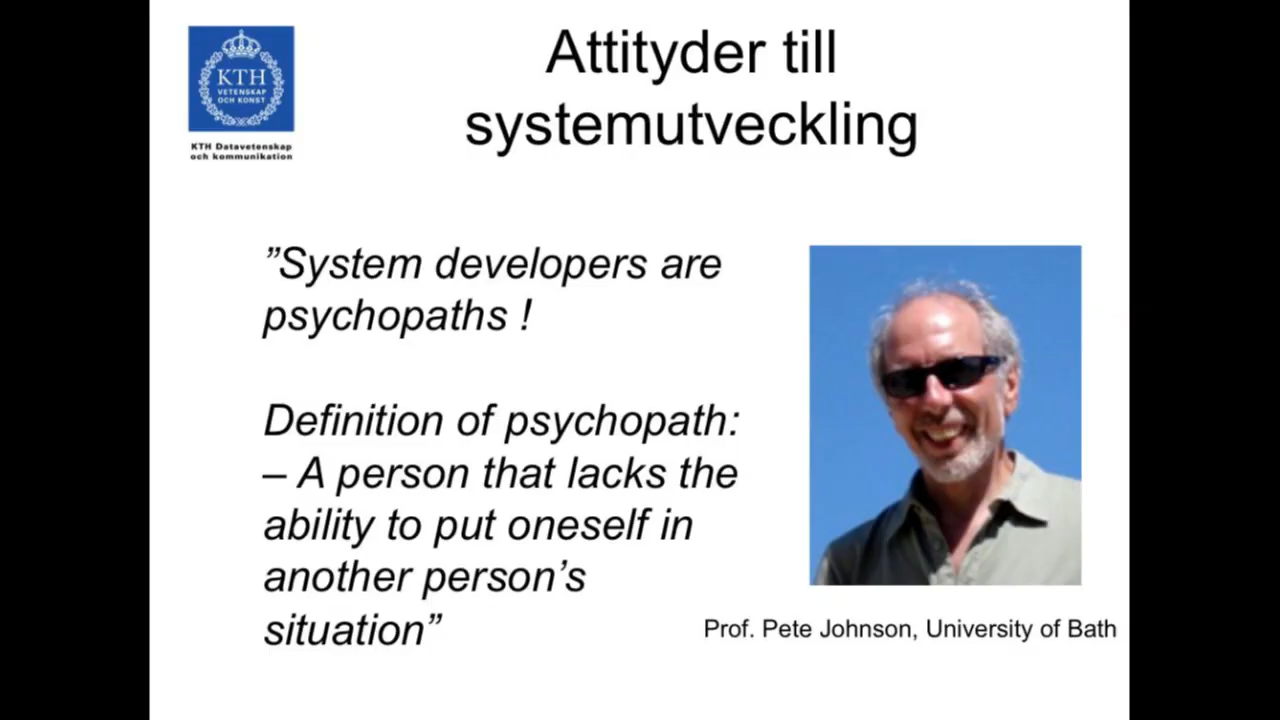 KTH
VETENSKAP
OCH KONST
KTH Datavetenskap
och kommunikation
Attityder till
systemutveckling
”System developers are
psychopaths !
Definition of psychopath:
– A person that lacks the
ability to put oneself in
another person’s
situation”
Prof. Pete Johnson, University of Bath